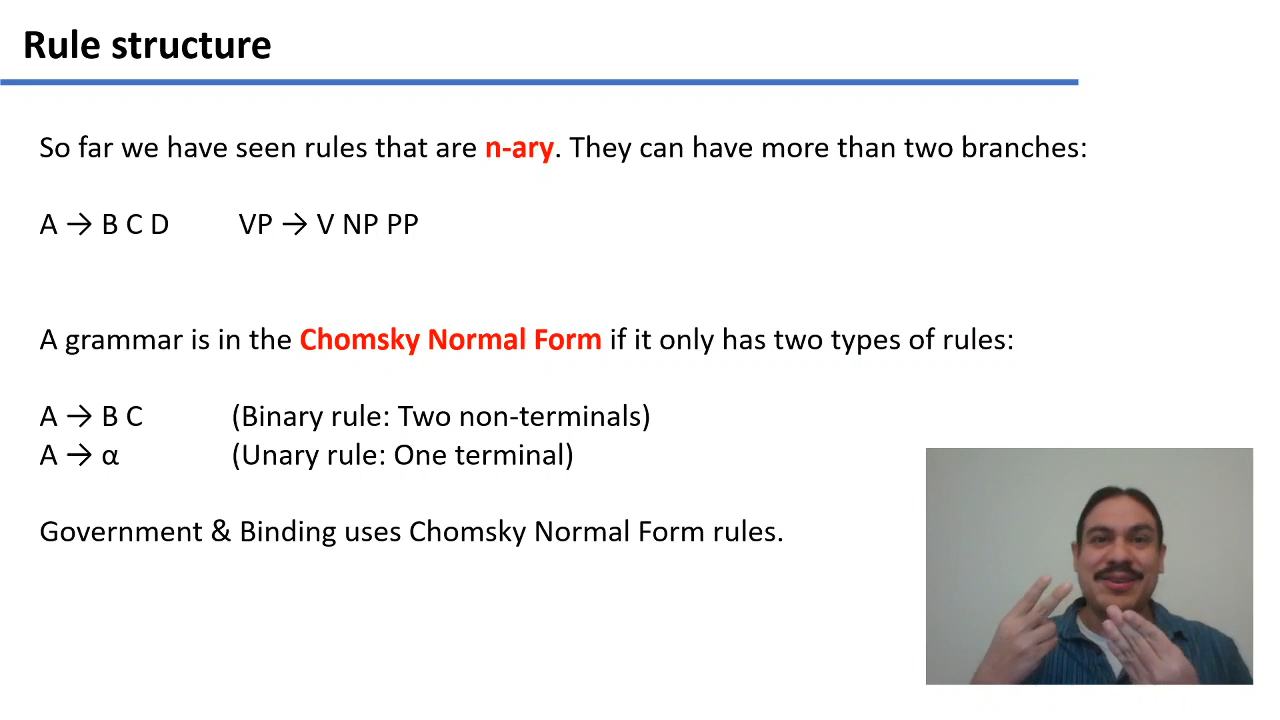 Rule structure
So far we have seen rules that are n-ary. They can have more than two branches:
A → B C D VP → V NP PP
A grammar is in the Chomsky Normal Form if it only has two types of rules:
A → B C (Binary rule: Two non-terminals)
A → α (Unary rule: One terminal)
Government & Binding uses Chomsky Normal Form rules.